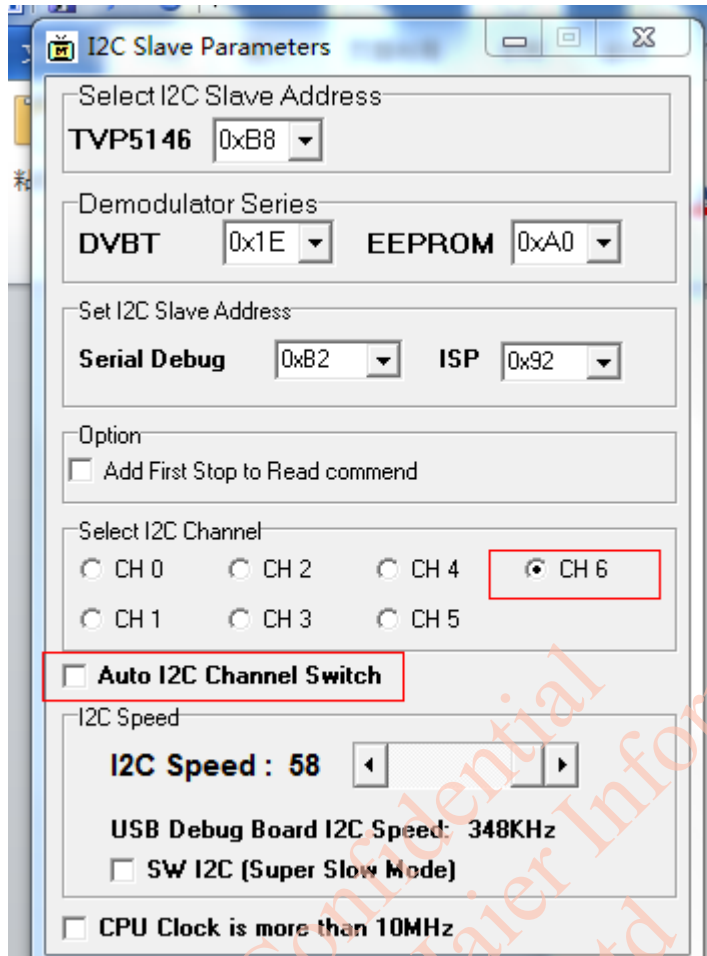 I2C Slave Parameters
Select I2C Slave Address
TVP5146 0xB8
Demodulator Series
DVBT 0x1E EEPROM 0xA0
Set I2C Slave Address
Serial Debug 0xB2 ISP 0x92
Option
Add First Stop to Read commend
Select I2C Channel
CH 0 CH 2 CH 4 CH 6
CH 1 CH 3 CH 5
Auto I2C Channel Switch
I2C Speed
I2C Speed : 58
USB Debug Board I2C Speed: 348KHz
SW I2C (Super Slow Mode)
CPU Clock is more than 10MHz
Confidential
Haier Infor